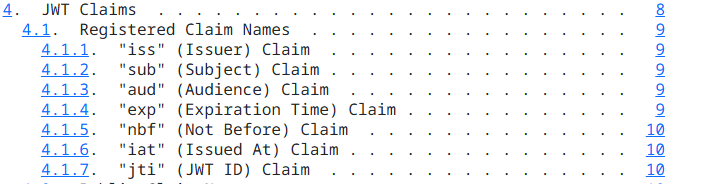 4. JWT Claims . . . . . . . . . . . . . . . . . . . . . . . . . 8
4.1. Registered Claim Names . . . . . . . . . . . . . . . . . 9
4.1.1. "iss" (Issuer) Claim . . . . . . . . . . . . . . . . 9
4.1.2. "sub" (Subject) Claim . . . . . . . . . . . . . . . . 9
4.1.3. "aud" (Audience) Claim . . . . . . . . . . . . . . . 9
4.1.4. "exp" (Expiration Time) Claim . . . . . . . . . . . . 9
4.1.5. "nbf" (Not Before) Claim . . . . . . . . . . . . . . 10
4.1.6. "iat" (Issued At) Claim . . . . . . . . . . . . . . . 10
4.1.7. "jti" (JWT ID) Claim . . . . . . . . . . . . . . . . 10